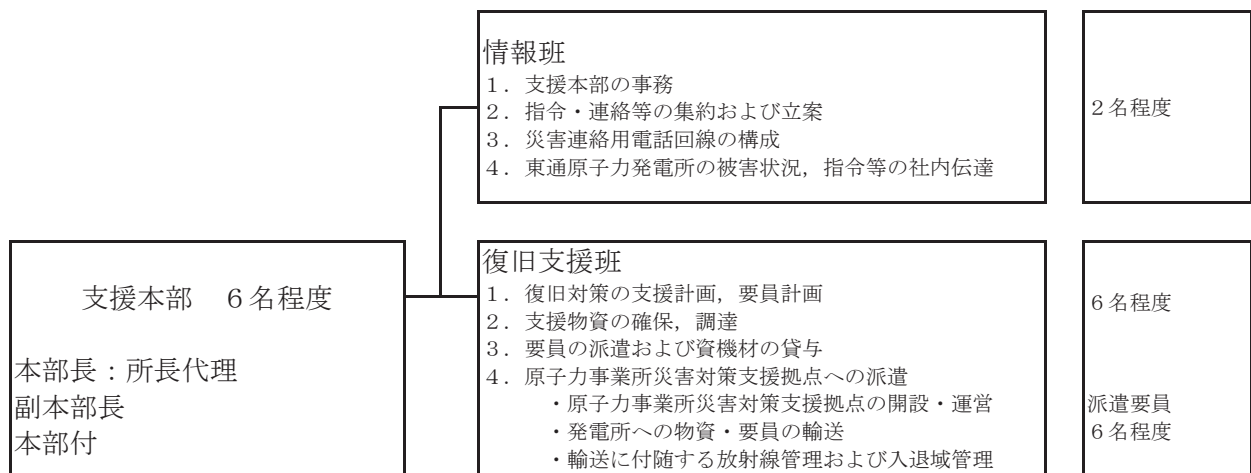 情報班
１．支援本部の事務
２．指令・連絡等の集約および立案
３．災害連絡用電話回線の構成
４．東通原子力発電所の被害状況，指令等の社内伝達
２名程度
支援本部　６名程度
本部長：所長代理
副本部長
本部付
復旧支援班
１．復旧対策の支援計画，要員計画
２．支援物資の確保，調達
３．要員の派遣および資機材の貸与
４．原子力事業所災害対策支援拠点への派遣
・原子力事業所災害対策支援拠点の開設・運営
・発電所への物資・要員の輸送
・輸送に付随する放射線管理および入退域管理
６名程度
派遣要員
６名程度